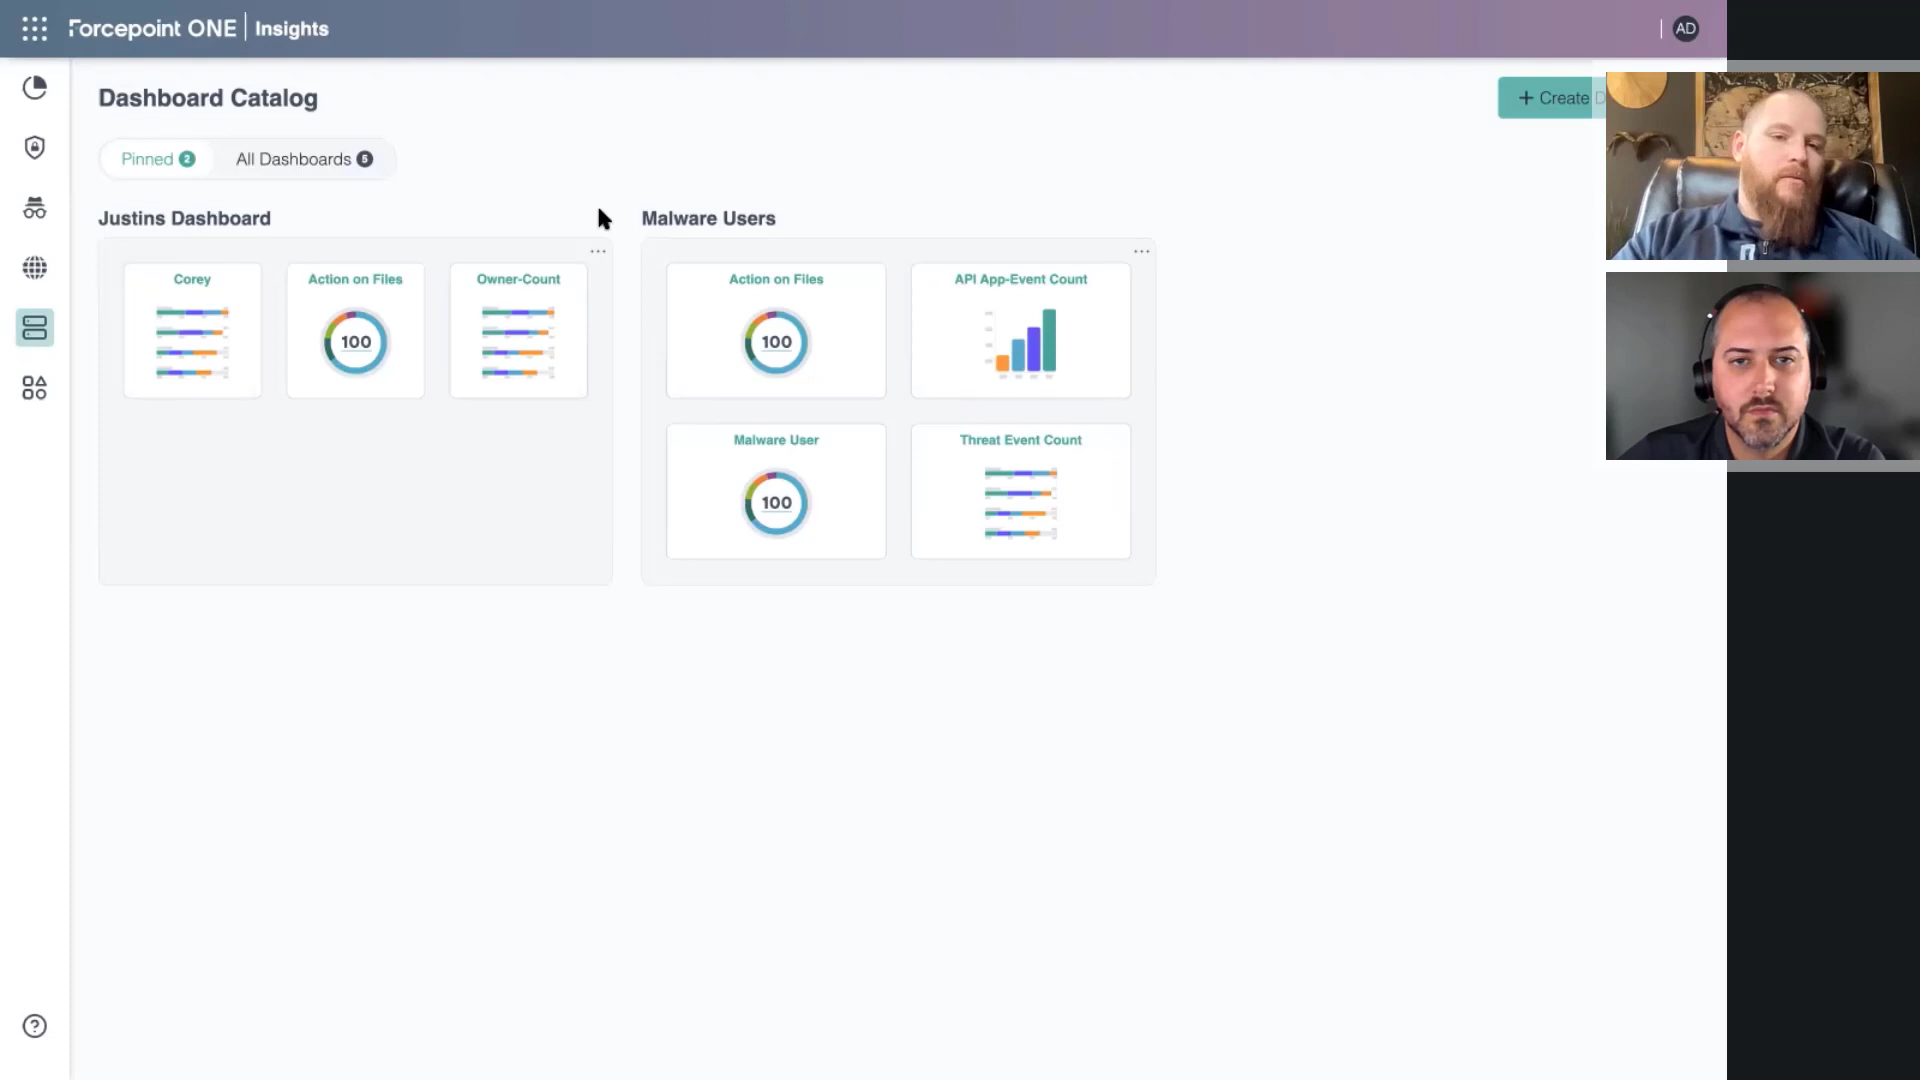 Forcepoint ONE | Insights
AD
Dashboard Catalog
+ Create D
Pinned 2
All Dashboards 5
Justins Dashboard
Malware Users
Corey
Action on Files
Owner-Count
Action on Files
API App-Event Count
100
100
Malware User
Threat Event Count
100